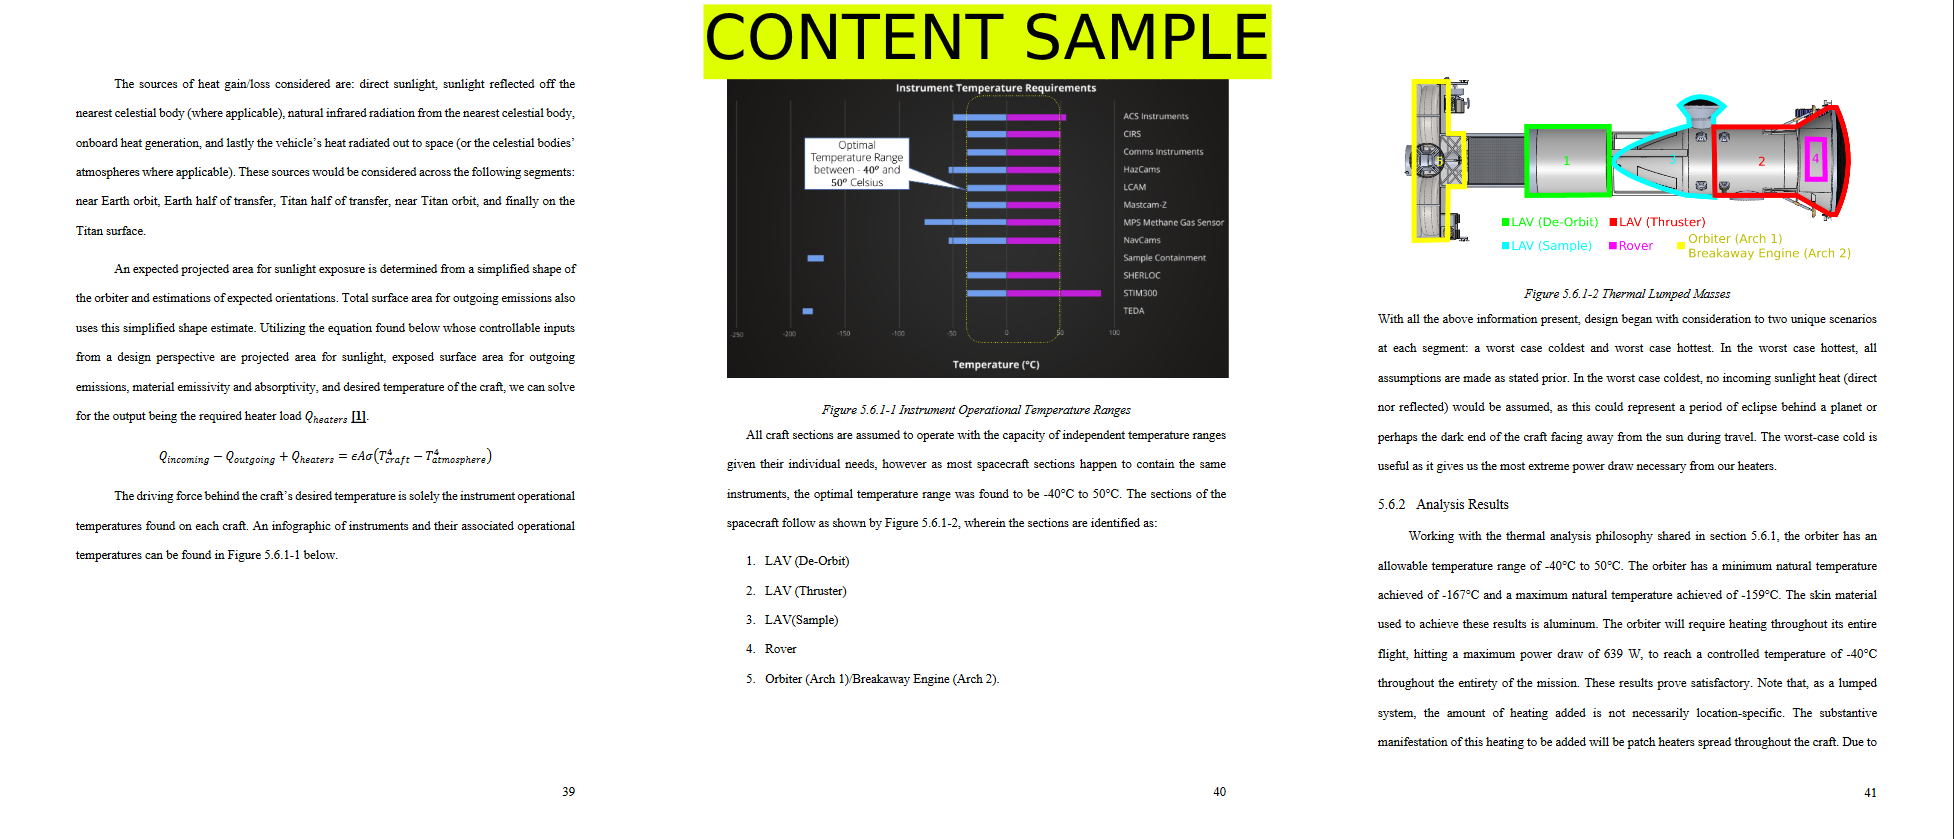 CONTENT SAMPLE
The sources of heat gain/loss considered are: direct sunlight, sunlight reflected off the
nearest celestial body (where applicable), natural infrared radiation from the nearest celestial body,
onboard heat generation, and lastly the vehicle's heat radiated out to space (or the celestial bodies'
atmospheres where applicable). These sources would be considered across the following segments:
near Earth orbit, Earth half of transfer, Titan half of transfer, near Titan orbit, and finally on the
Titan surface.
An expected projected area for sunlight exposure is determined from a simplified shape of
the orbiter and estimations of expected orientations. Total surface area for outgoing emissions also
uses this simplified shape estimate. Utilizing the equation found below whose controllable inputs
from a design perspective are projected area for sunlight, exposed surface area for outgoing
emissions, material emissivity and absorptivity, and desired temperature of the craft, we can solve
for the output being the required heater load Q_heaters [1].
Q_incoming − Q_outgoing + Q_heaters = ϵAσ(T⁴_craft − T⁴_atmosphere)
The driving force behind the craft's desired temperature is solely the instrument operational
temperatures found on each craft. An infographic of instruments and their associated operational
temperatures can be found in Figure 5.6.1-1 below.
39
Instrument Temperature Requirements
Optimal
Temperature Range
between - 40º and
50º Celsius
ACS Instruments
CIRS
Comms Instruments
HazCams
LCAM
Mastcam-Z
MPS Methane Gas Sensor
NavCams
Sample Containment
SHERLOC
STIM300
TEDA
-250 -200 -150 -100 -50 0 50 100
Temperature (°C)
Figure 5.6.1-1 Instrument Operational Temperature Ranges
All craft sections are assumed to operate with the capacity of independent temperature ranges
given their individual needs, however as most spacecraft sections happen to contain the same
instruments, the optimal temperature range was found to be -40°C to 50°C. The sections of the
spacecraft follow as shown by Figure 5.6.1-2, wherein the sections are identified as:
1. LAV (De-Orbit)
2. LAV (Thruster)
3. LAV(Sample)
4. Rover
5. Orbiter (Arch 1)/Breakaway Engine (Arch 2).
40
5 1 3 2 4
LAV (De-Orbit) LAV (Thruster)
LAV (Sample) Rover Orbiter (Arch 1)
Breakaway Engine (Arch 2)
Figure 5.6.1-2 Thermal Lumped Masses
With all the above information present, design began with consideration to two unique scenarios
at each segment: a worst case coldest and worst case hottest. In the worst case hottest, all
assumptions are made as stated prior. In the worst case coldest, no incoming sunlight heat (direct
nor reflected) would be assumed, as this could represent a period of eclipse behind a planet or
perhaps the dark end of the craft facing away from the sun during travel. The worst-case cold is
useful as it gives us the most extreme power draw necessary from our heaters.
5.6.2 Analysis Results
Working with the thermal analysis philosophy shared in section 5.6.1, the orbiter has an
allowable temperature range of -40°C to 50°C. The orbiter has a minimum natural temperature
achieved of -167°C and a maximum natural temperature achieved of -159°C. The skin material
used to achieve these results is aluminum. The orbiter will require heating throughout its entire
flight, hitting a maximum power draw of 639 W, to reach a controlled temperature of -40°C
throughout the entirety of the mission. These results prove satisfactory. Note that, as a lumped
system, the amount of heating added is not necessarily location-specific. The substantive
manifestation of this heating to be added will be patch heaters spread throughout the craft. Due to
41